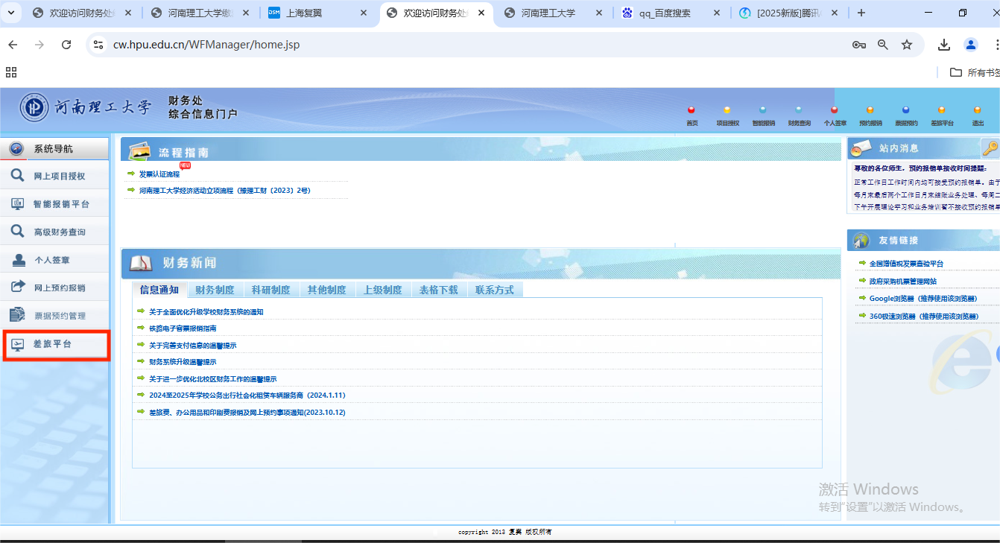 欢迎访问财务处
河南理工大学缴
DSM 上海复翼
欢迎访问财务处
河南理工大学
qq_百度搜索
[2025新版]腾讯
cw.hpu.edu.cn/WFManager/home.jsp
所有书签
河南理工大学
财务处
综合信息门户
首页 项目授权 智能报销 财务查询 个人签章 预约报销 票据预约 差旅平台 退出
系统导航
网上项目授权
智能报销平台
高级财务查询
个人签章
网上预约报销
票据预约管理
差旅平台
流程指南
发票认证流程 NEW
河南理工大学经济活动立项流程（豫理工财〔2023〕2号）
财务新闻
信息通知 财务制度 科研制度 其他制度 上级制度 表格下载 联系方式
关于全面优化升级学校财务系统的通知
铁路电子客票报销指南
关于完善支付信息的温馨提示
财务系统升级温馨提示
关于进一步优化北校区财务工作的温馨提示
2024至2025年学校公务出行社会化租赁车辆服务商（2024.1.11）
差旅费、办公用品和印刷费报销及网上预约事项通知(2023.10.12)
站内消息
尊敬的各位师生，预约报销单接收时间提醒：
正常工作日工作时间内均可接受预约报销单。由于
每月末最后两个工作日月末结账业务处理、每周二
下午开展理论学习和业务培训暂不接收预约报销单
友情链接
全国增值税发票查验平台
政府采购机票管理网站
Google浏览器（推荐使用该浏览器）
360极速浏览器（推荐使用该浏览器）
激活 Windows
转到“设置”以激活 Windows。
copyright 2013 复翼 版权所有